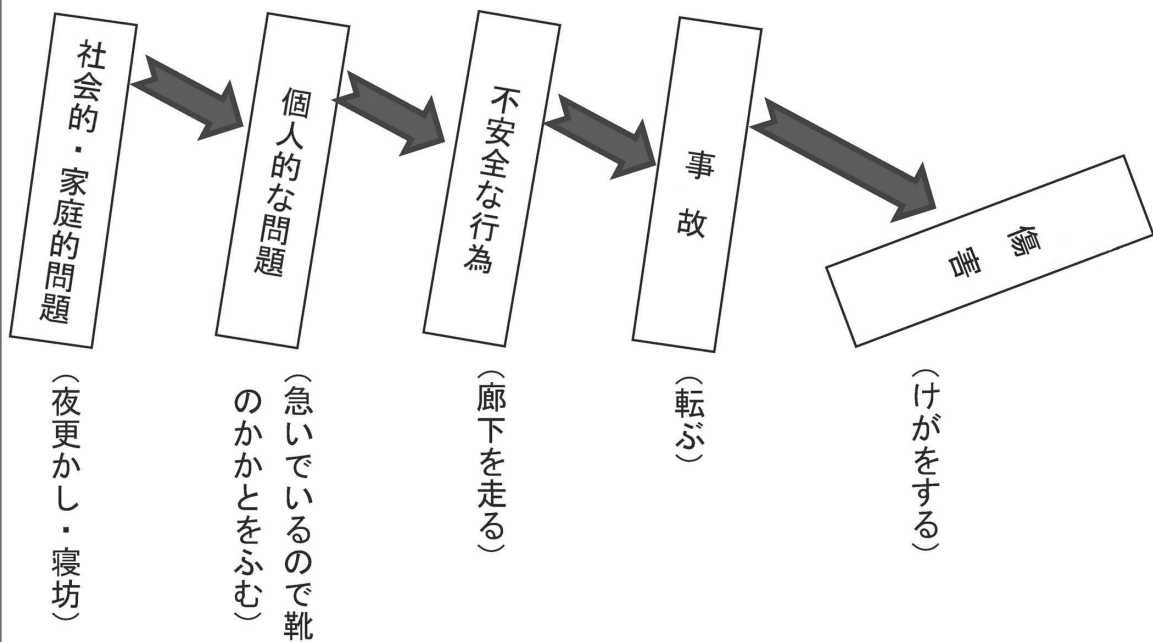 社会的・家庭的問題
個人的な問題
不安全な行為
事故
傷害
（夜更かし・寝坊）
（急いでいるので靴
のかかとをふむ）
（廊下を走る）
（転ぶ）
（けがをする）